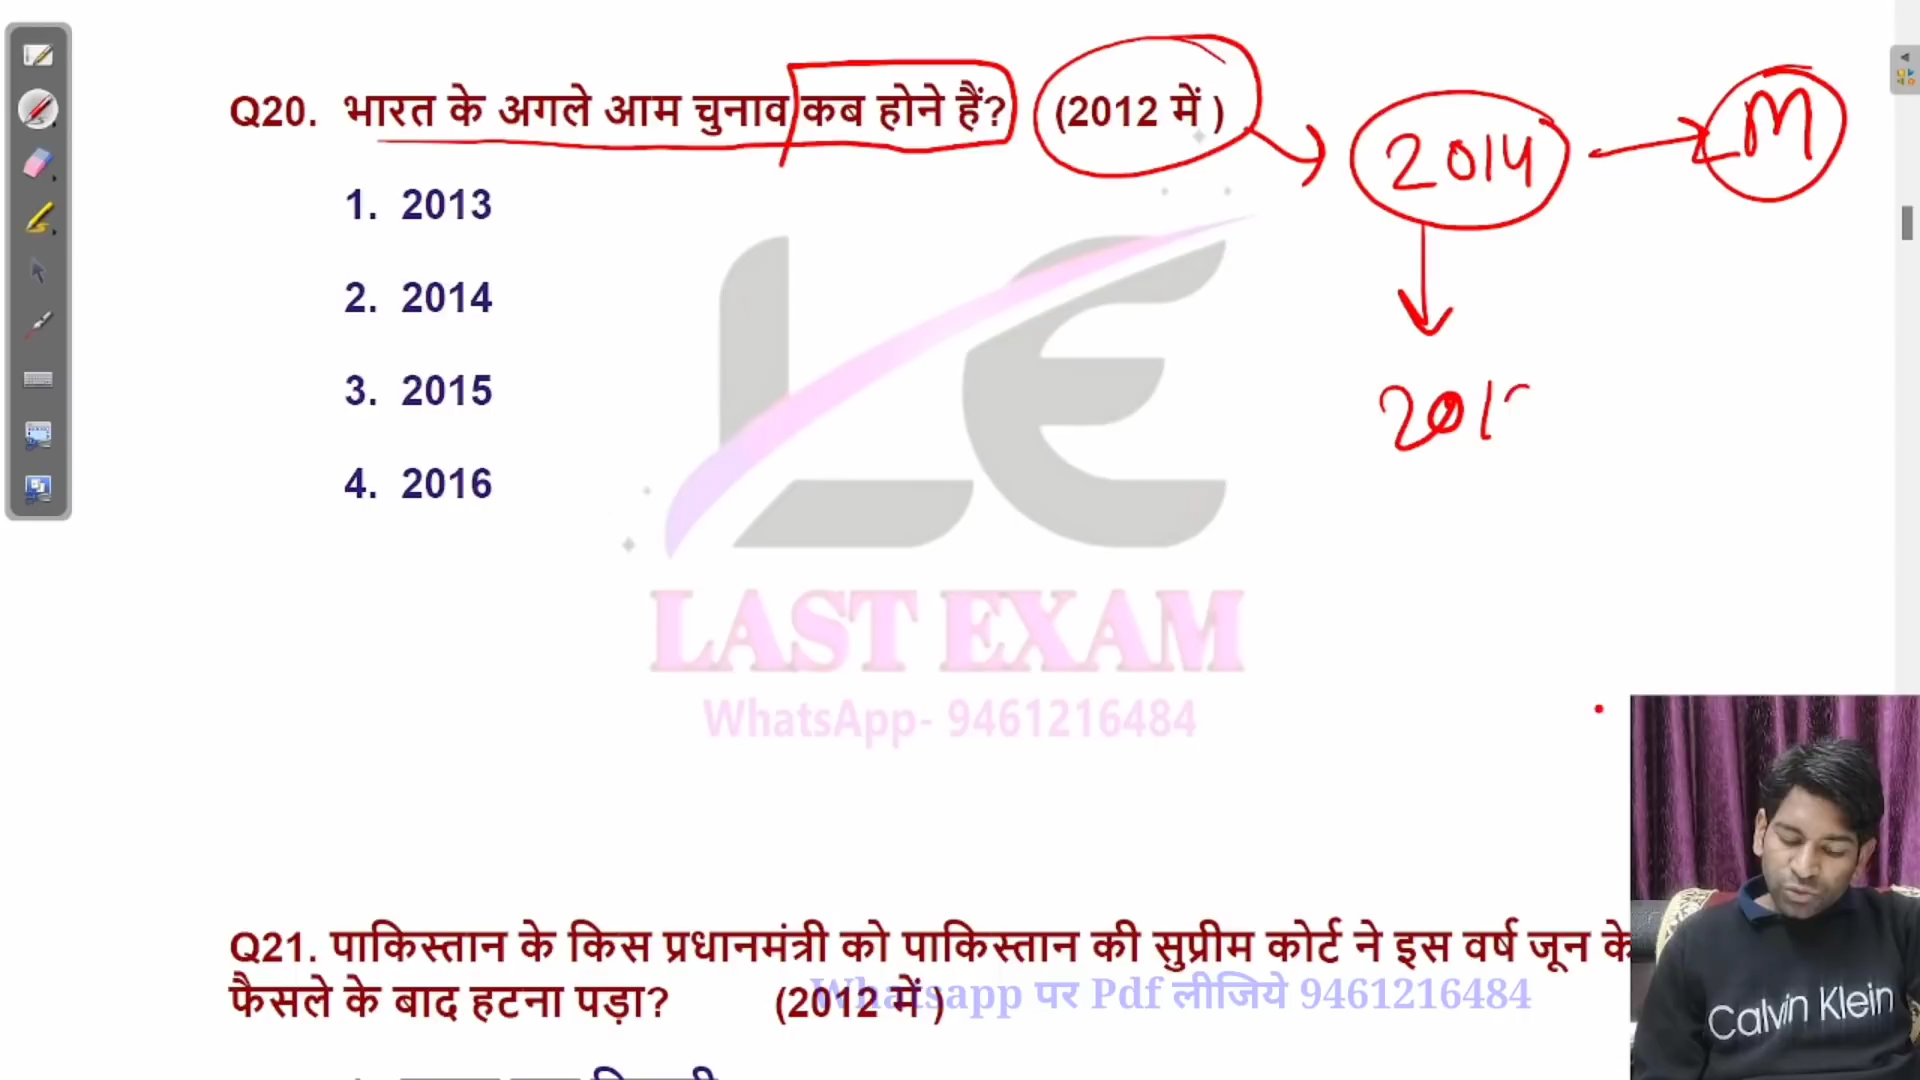 Q20. भारत के अगले आम चुनाव कब होने हैं? (2012 में )
2014
M
1. 2013
2. 2014
3. 2015
4. 2016
201
LAST EXAM
WhatsApp- 9461216484
Q21. पाकिस्तान के किस प्रधानमंत्री को पाकिस्तान की सुप्रीम कोर्ट ने इस वर्ष जून के
फैसले के बाद हटना पड़ा? (2012 में )
Whatsapp पर Pdf लीजिये 9461216484
Calvin Klein